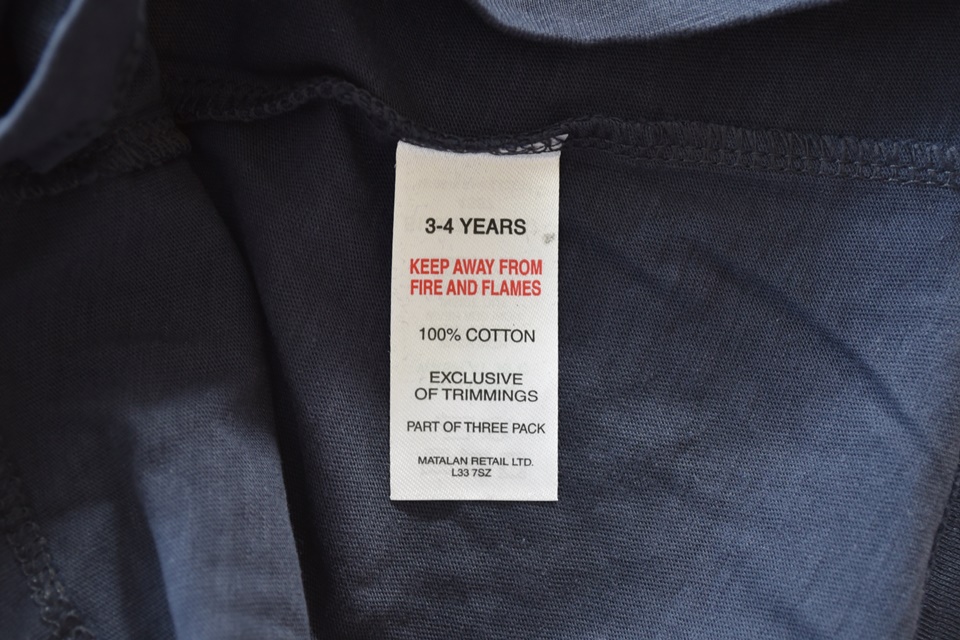 3-4 YEARS
KEEP AWAY FROM
FIRE AND FLAMES
100% COTTON
EXCLUSIVE
OF TRIMMINGS
PART OF THREE PACK
MATALAN RETAIL LTD.
L33 7SZ